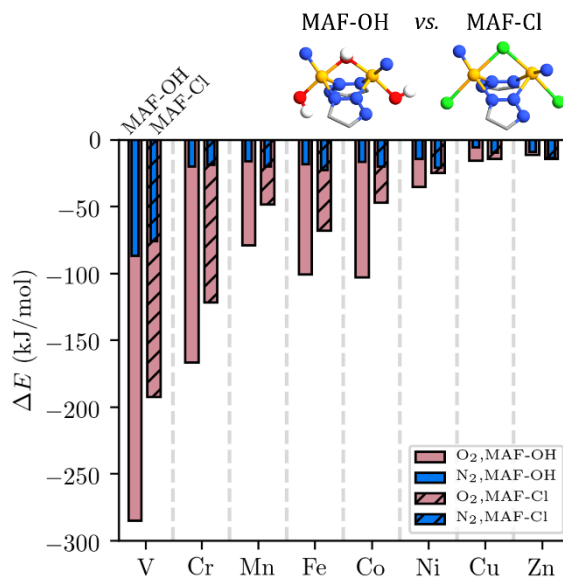 MAF-OH vs. MAF-Cl
MAF-OH
MAF-Cl
0
−50
−100
−150
−200
−250
−300
ΔE (kJ/mol)
O₂,MAF-OH
N₂,MAF-OH
O₂,MAF-Cl
N₂,MAF-Cl
V Cr Mn Fe Co Ni Cu Zn